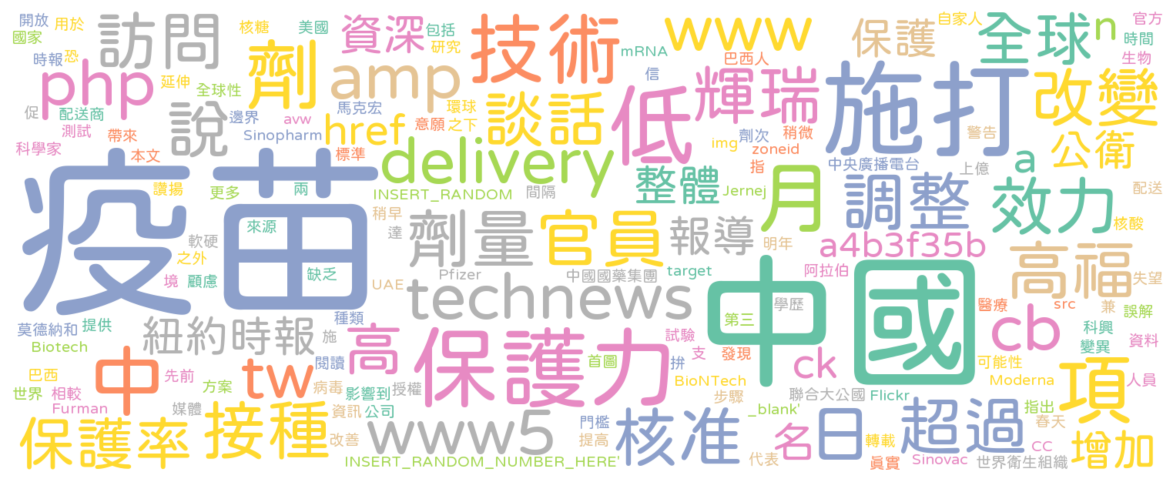 開放 用於 核糖 美國 包括 自家人 官方
國家 訪問 資深 技術 www 保護 全球 n 時間
時報 恐 劑 研究 mRNA 巴西人 生物
php 延伸 amp 信 輝瑞 施打 改變
全球性 馬克宏 環球 談話 低
促 配送商 說 邊界 avw href 意願 之下 img 劑次 稍微 警告 公衛
測試 帶來 Sinopharm zoneid
科學家 本文 標準 delivery 指 中央廣播電台 上億 a
疫苗 讚揚 更多 兩 INSERT_RANDOM 間隔 整體 Jernej 月 調整 效力 配送
來源 稍早 劑量 官員 報導 核酸
軟硬 達 明年 a4b3f35b
之外 缺乏 Pfizer 中國國藥集團 target 阿拉伯 高福 失望
境 顧慮 UAE technews 中國 學歷 醫療 src 兼
莫德納和 提供 種類 施 第三 科興 誤解
Biotech 紐約時報 高 保護力 試驗 cb 變異 資料
中 tw 閱讀 首圖 支 發現 ck 可能性 項
巴西 先前 病毒 拚 BioNTech Moderna 人員
世界 相較 方案 影響到 授權 步驟 聯合大公國 Flickr
Furman 媒體 資訊 公司 _blank' 指出
保護率 接種 www5 門檻 核准 名 日 超過 春天 增加
改善 提高 轉載 CC
INSERT_RANDOM_NUMBER_HERE' 代表 眞實 Sinovac 世界衛生組織